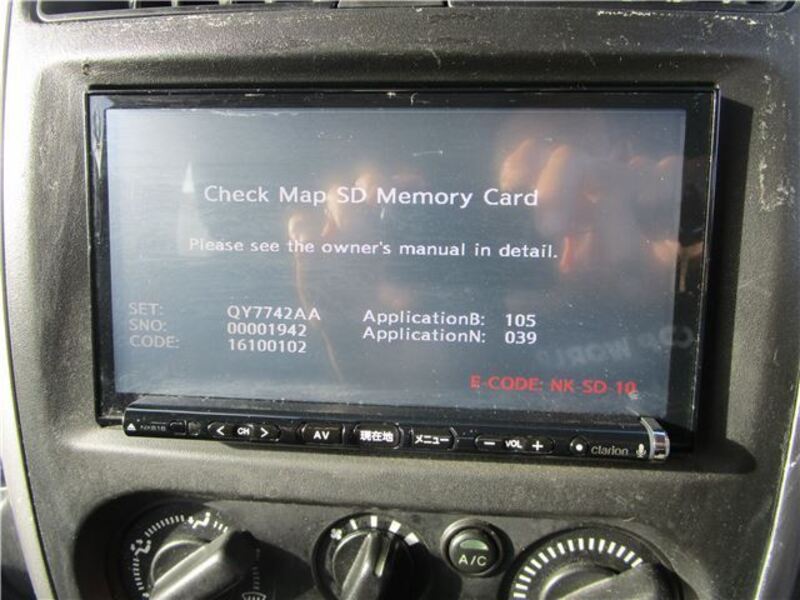 Check Map SD Memory Card
Please see the owner's manual in detail.
SET: QY7742AA ApplicationB: 105
SNO: 00001942 ApplicationN: 039
CODE: 16100102
E-CODE: NK-SD-10
CH AV 現在地 メニュー − VOL + clarion
A/C